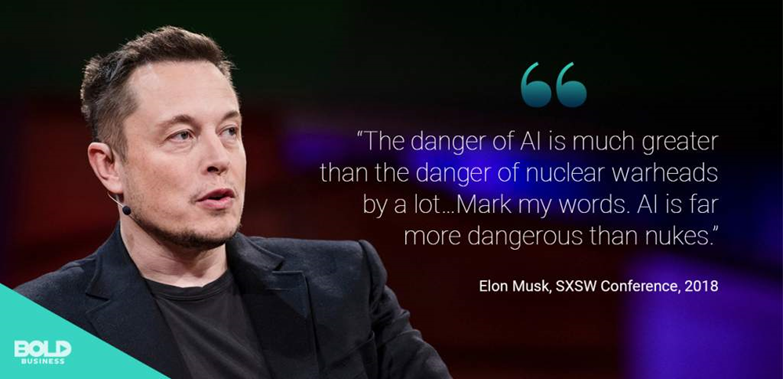 “The danger of AI is much greater
than the danger of nuclear warheads
by a lot...Mark my words. AI is far
more dangerous than nukes.”
Elon Musk, SXSW Conference, 2018
BOLD
BUSINESS